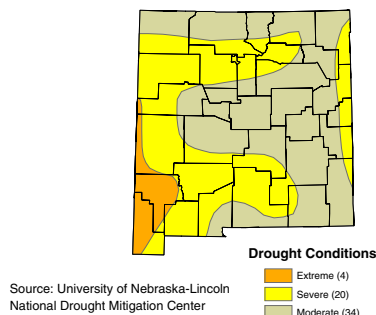 Drought Conditions
Extreme (4)
Severe (20)
Moderate (34)
Source: University of Nebraska-Lincoln
National Drought Mitigation Center